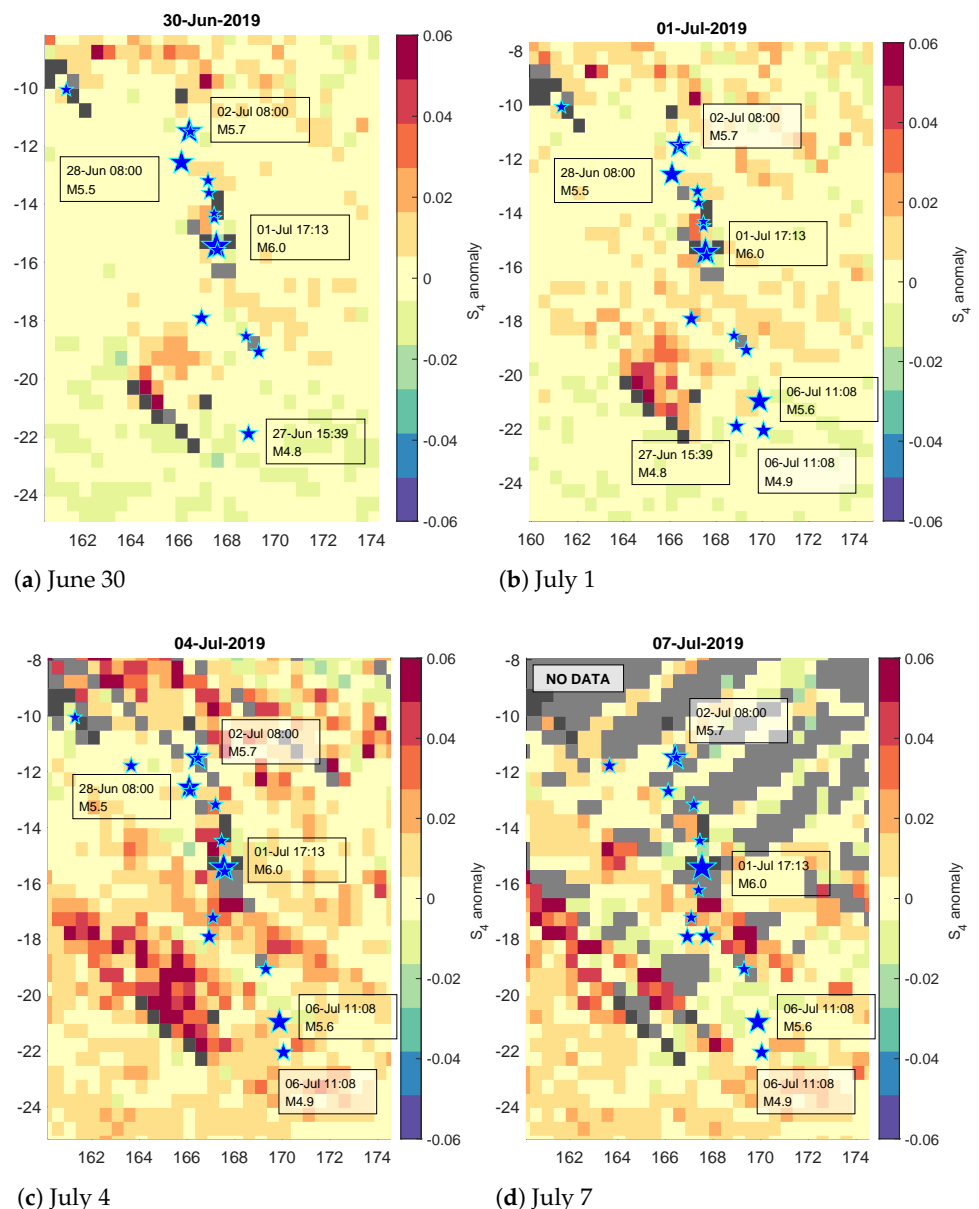 30-Jun-2019
-10
-12
-14
-16
-18
-20
-22
-24
162
164
166
168
170
172
174
02-Jul 08:00
M5.7
28-Jun 08:00
M5.5
01-Jul 17:13
M6.0
27-Jun 15:39
M4.8
0.06
0.04
0.02
0
-0.02
-0.04
-0.06
S4 anomaly
(a) June 30
01-Jul-2019
-8
-10
-12
-14
-16
-18
-20
-22
-24
160
162
164
166
168
170
172
174
02-Jul 08:00
M5.7
28-Jun 08:00
M5.5
01-Jul 17:13
M6.0
06-Jul 11:08
M5.6
27-Jun 15:39
M4.8
06-Jul 11:08
M4.9
0.06
0.04
0.02
0
-0.02
-0.04
-0.06
S4 anomaly
(b) July 1
04-Jul-2019
-8
-10
-12
-14
-16
-18
-20
-22
-24
162
164
166
168
170
172
174
02-Jul 08:00
M5.7
28-Jun 08:00
M5.5
01-Jul 17:13
M6.0
06-Jul 11:08
M5.6
06-Jul 11:08
M4.9
0.06
0.04
0.02
0
-0.02
-0.04
-0.06
S4 anomaly
(c) July 4
07-Jul-2019
-8
-10
-12
-14
-16
-18
-20
-22
-24
162
164
166
168
170
172
174
NO DATA
02-Jul 08:00
M5.7
01-Jul 17:13
M6.0
06-Jul 11:08
M5.6
06-Jul 11:08
M4.9
0.06
0.04
0.02
0
-0.02
-0.04
-0.06
S4 anomaly
(d) July 7